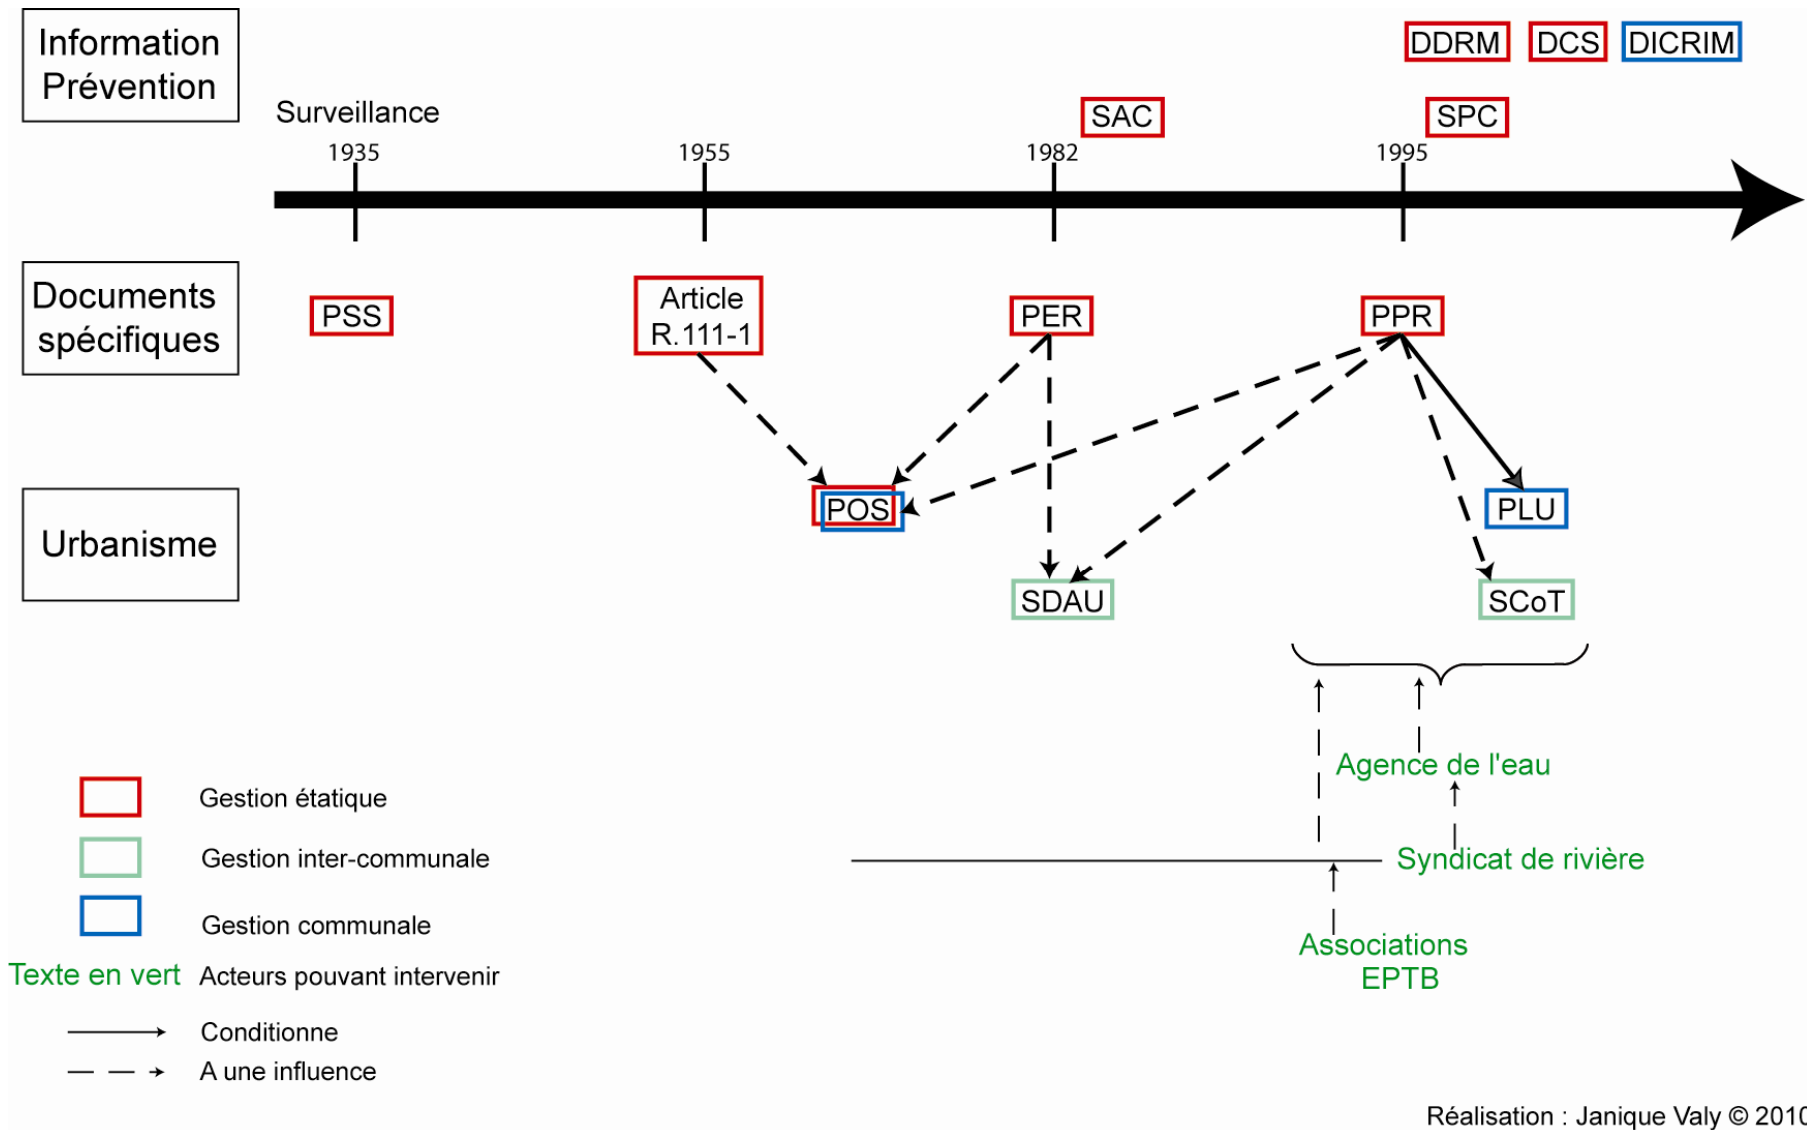 Information
Prévention
DDRM
DCS
DICRIM
Surveillance
SAC
SPC
1935
1955
1982
1995
Documents
spécifiques
PSS
Article
R.111-1
PER
PPR
Urbanisme
POS
PLU
SDAU
SCoT
Agence de l'eau
Syndicat de rivière
Associations
EPTB
Gestion étatique
Gestion inter-communale
Gestion communale
Texte en vert
Acteurs pouvant intervenir
Conditionne
A une influence
Réalisation : Janique Valy © 2010